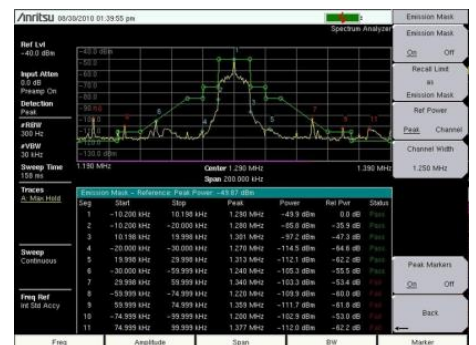 Anritsu 08/30/2010 01:39:55 pm
Spectrum Analyzer
Ref Lvl
-40.0 dBm
Input Atten
0.0 dB
Preamp On
Detection
Peak
#RBW
300 Hz
#VBW
30 kHz
Sweep Time
158 ms
Traces
A: Max Hold
Sweep
Continuous
Freq Ref
Int Std Accy
-40.0 dBm
1.190 MHz
Center 1.290 MHz
1.390 MHz
Span 200.000 kHz
Emission Mask - Reference: Peak Power: -49.87 dBm
Start Stop Peak Power Rel Pwr Status
1 -10.200 kHz 10.198 kHz 1.290 MHz -49.9 dBm 0.0 dB Pass
2 -10.200 kHz -20.000 kHz 1.280 MHz -85.8 dBm -35.9 dB Pass
3 10.198 kHz 19.998 kHz 1.301 MHz -97.2 dBm -47.3 dB Pass
4 -20.000 kHz -30.000 kHz 1.270 MHz -114.5 dBm -64.6 dB Pass
5 19.998 kHz 29.998 kHz 1.313 MHz -112.1 dBm -62.2 dB Pass
6 -30.000 kHz -59.999 kHz 1.240 MHz -105.3 dBm -55.5 dB Pass
7 29.998 kHz 59.999 kHz 1.340 MHz -103.3 dBm -53.4 dB Fail
8 -59.999 kHz -74.999 kHz 1.220 MHz -109.9 dBm -60.0 dB Fail
9 59.999 kHz 74.999 kHz 1.359 MHz -111.7 dBm -61.8 dB Fail
10 -74.999 kHz -99.999 kHz 1.200 MHz -102.9 dBm -53.0 dB Fail
11 74.999 kHz 99.999 kHz 1.377 MHz -112.0 dBm -62.2 dB Fail
Emission Mask
Emission Mask
On Off
Recall Limit
as
Emission Mask
Ref Power
Peak Channel
Channel Width
1.250 MHz
Peak Markers
On Off
Back
Freq Amplitude Span BW Marker